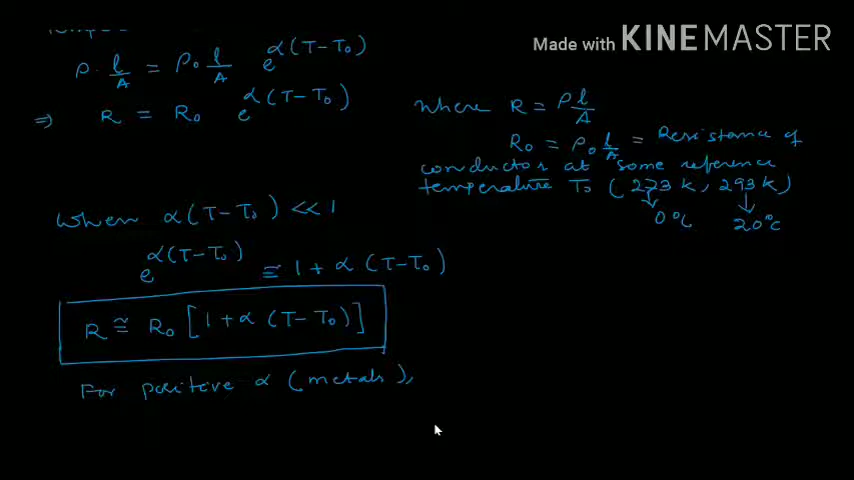 Made with KINEMASTER
ρ · l/A = ρ₀ l/A e^α(T-T₀)
⇒ R = R₀ e^α(T-T₀)
Where R = ρ l/A
R₀ = ρ₀ l/A = Resistance of
conductor at some reference
temperature T₀ (273 K, 293 K)
0°C 20°C
When α(T-T₀) << 1
e^α(T-T₀) ≅ 1 + α (T-T₀)
R ≅ R₀ [1 + α (T-T₀)]
For positive α (metals),